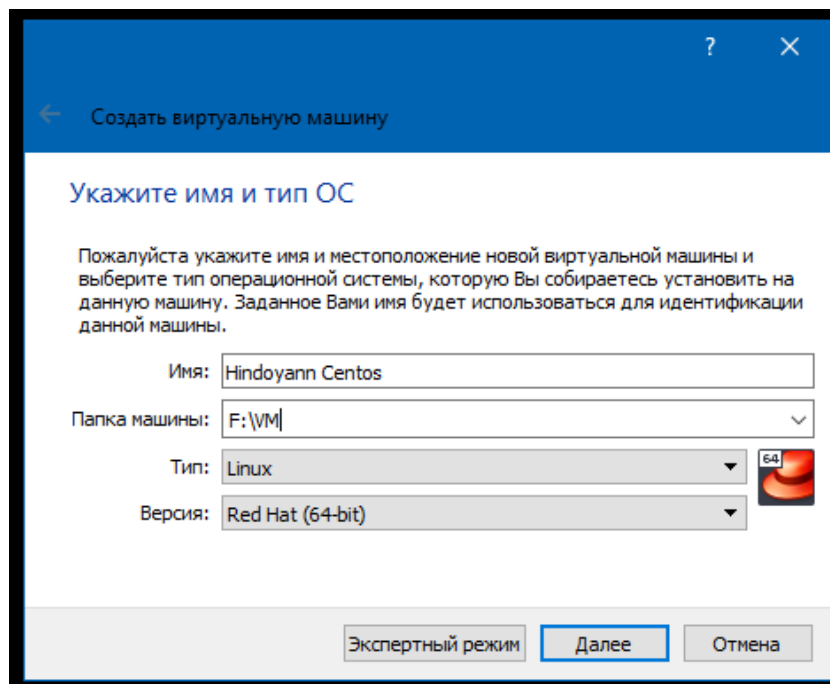 ?
Создать виртуальную машину
Укажите имя и тип ОС
Пожалуйста укажите имя и местоположение новой виртуальной машины и
выберите тип операционной системы, которую Вы собираетесь установить на
данную машину. Заданное Вами имя будет использоваться для идентификации
данной машины.
Имя: Hindoyann Centos
Папка машины: F:\VM
Тип: Linux
64
Версия: Red Hat (64-bit)
Экспертный режим Далее Отмена